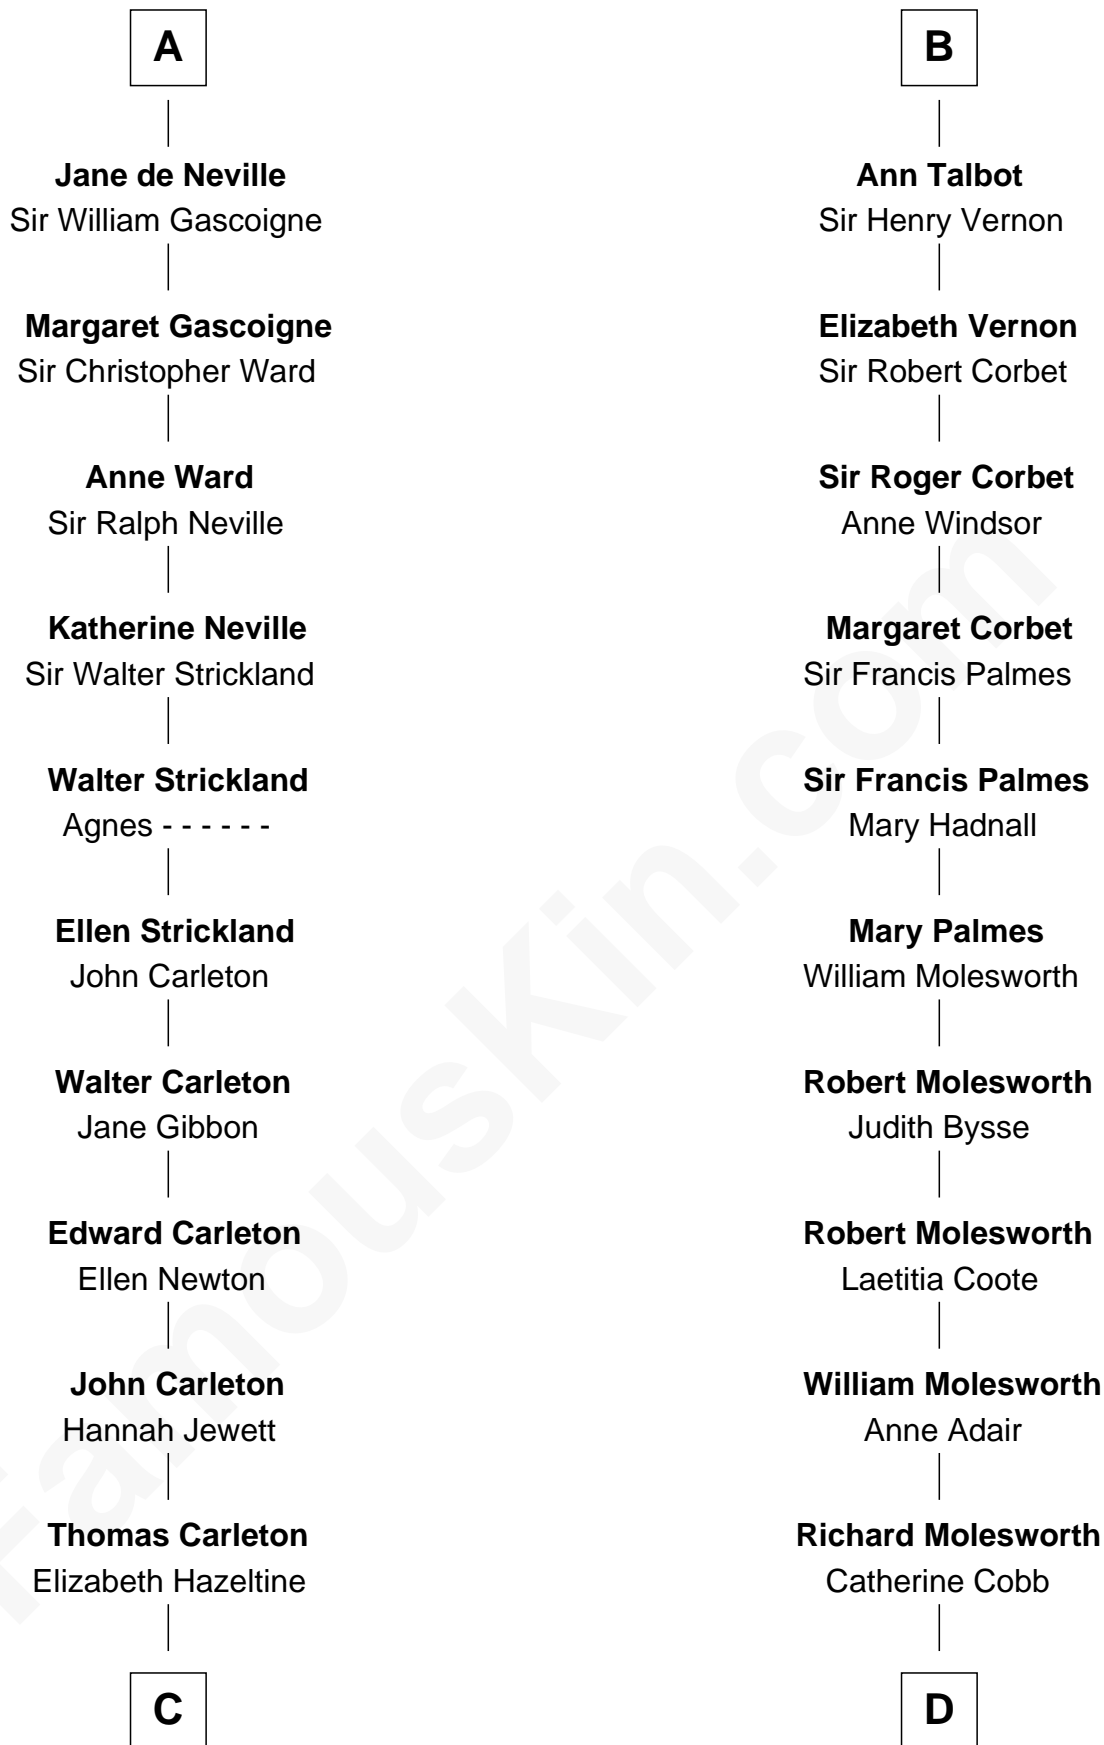 A
Jane de Neville
Sir William Gascoigne
Margaret Gascoigne
Sir Christopher Ward
Anne Ward
Sir Ralph Neville
Katherine Neville
Sir Walter Strickland
Walter Strickland
Agnes - - - - - -
Ellen Strickland
John Carleton
Walter Carleton
Jane Gibbon
Edward Carleton
Ellen Newton
John Carleton
Hannah Jewett
Thomas Carleton
Elizabeth Hazeltine
C
B
Ann Talbot
Sir Henry Vernon
Elizabeth Vernon
Sir Robert Corbet
Sir Roger Corbet
Anne Windsor
Margaret Corbet
Sir Francis Palmes
Sir Francis Palmes
Mary Hadnall
Mary Palmes
William Molesworth
Robert Molesworth
Judith Bysse
Robert Molesworth
Laetitia Coote
William Molesworth
Anne Adair
Richard Molesworth
Catherine Cobb
D
FamousKin.com